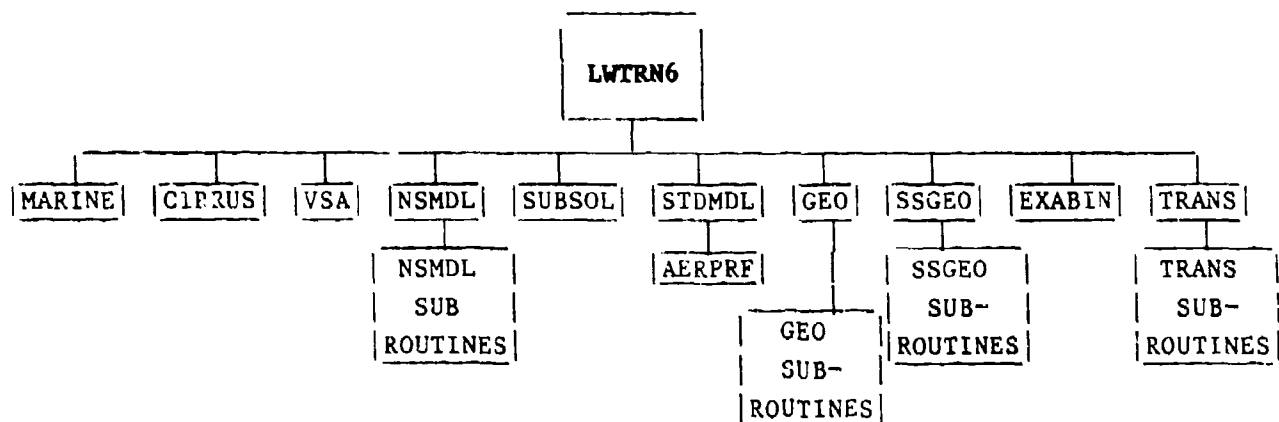 LWTRN6
MARINE CIRRUS VSA NSMDL SUBSOL STDMDL GEO SSGEO EXABIN TRANS
NSMDL
SUB
ROUTINES
AERPRF
GEO
SUB-
ROUTINES
SSGEO
SUB-
ROUTINES
TRANS
SUB-
ROUTINES